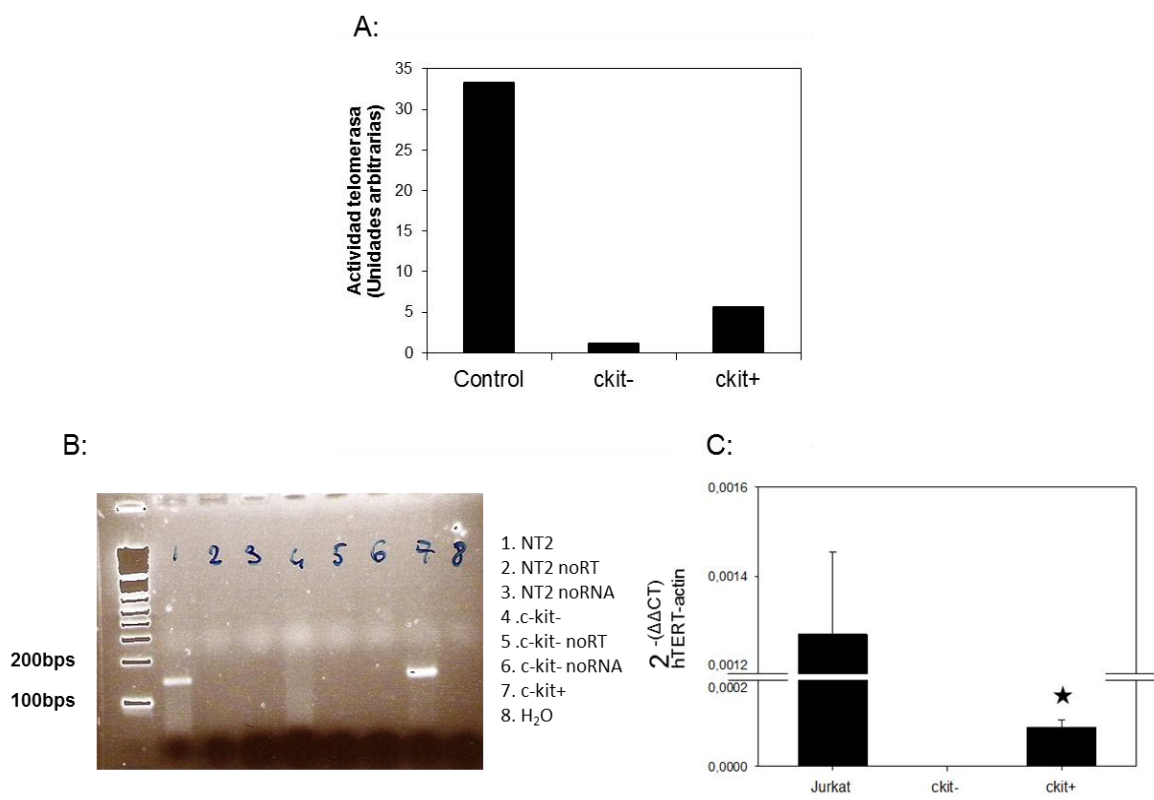 A:
Actividad telomerasa
(Unidades arbitrarias)
35
30
25
20
15
10
5
0
Control ckit- ckit+
B:
1 2 3 4 5 6 7 8
200bps
100bps
1. NT2
2. NT2 noRT
3. NT2 noRNA
4 .c-kit-
5 .c-kit- noRT
6. c-kit- noRNA
7. c-kit+
8. H₂O
C:
2 -(ΔΔCT)
hTERT-actin
0,0016
0,0014
0,0012
0,0002
0,0000
Jurkat ckit- ckit+